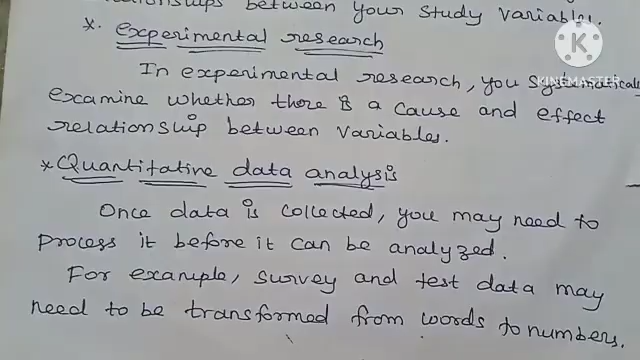 between your study variables.
*. experimental research
In experimental research, you systematically
examine whether there is a cause and effect
relationship between variables.
* Quantitative data analysis
Once data is collected, you may need to
process it before it can be analyzed.
For example, survey and test data may
need to be transformed from words to numbers.
KINEMASTER